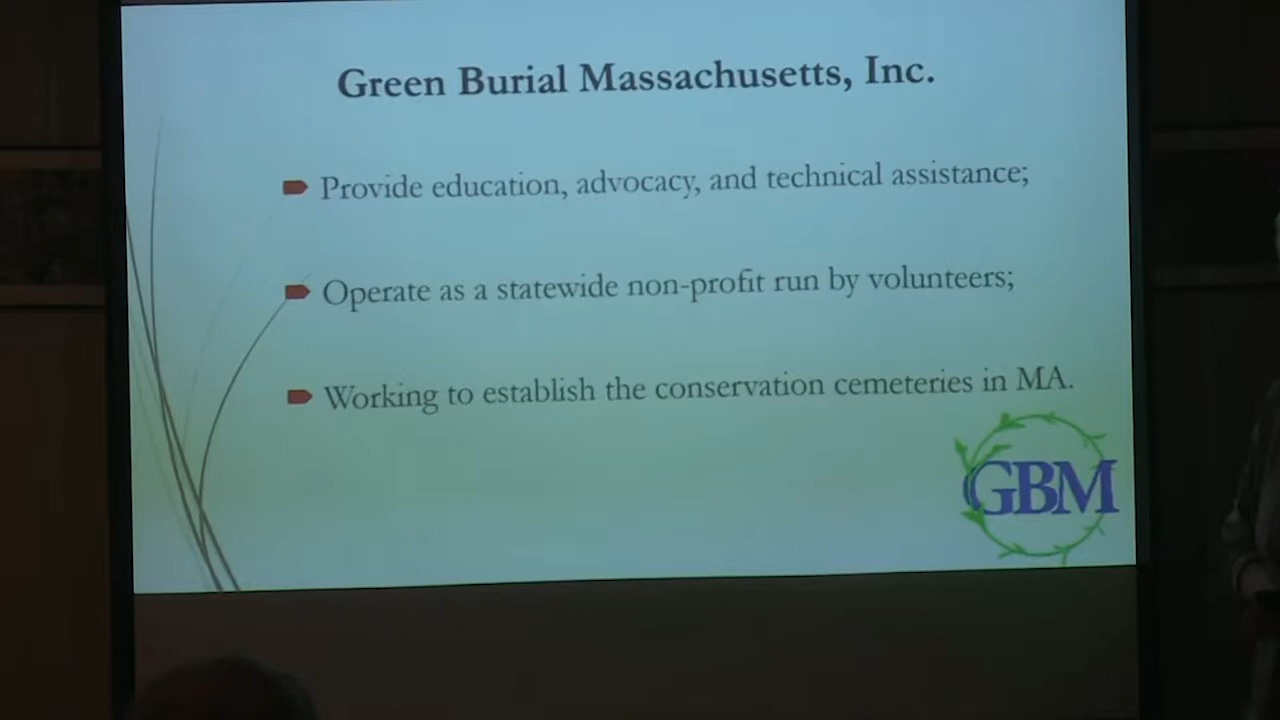 Green Burial Massachusetts, Inc.
Provide education, advocacy, and technical assistance;
Operate as a statewide non-profit run by volunteers;
Working to establish the conservation cemeteries in MA.
GBM